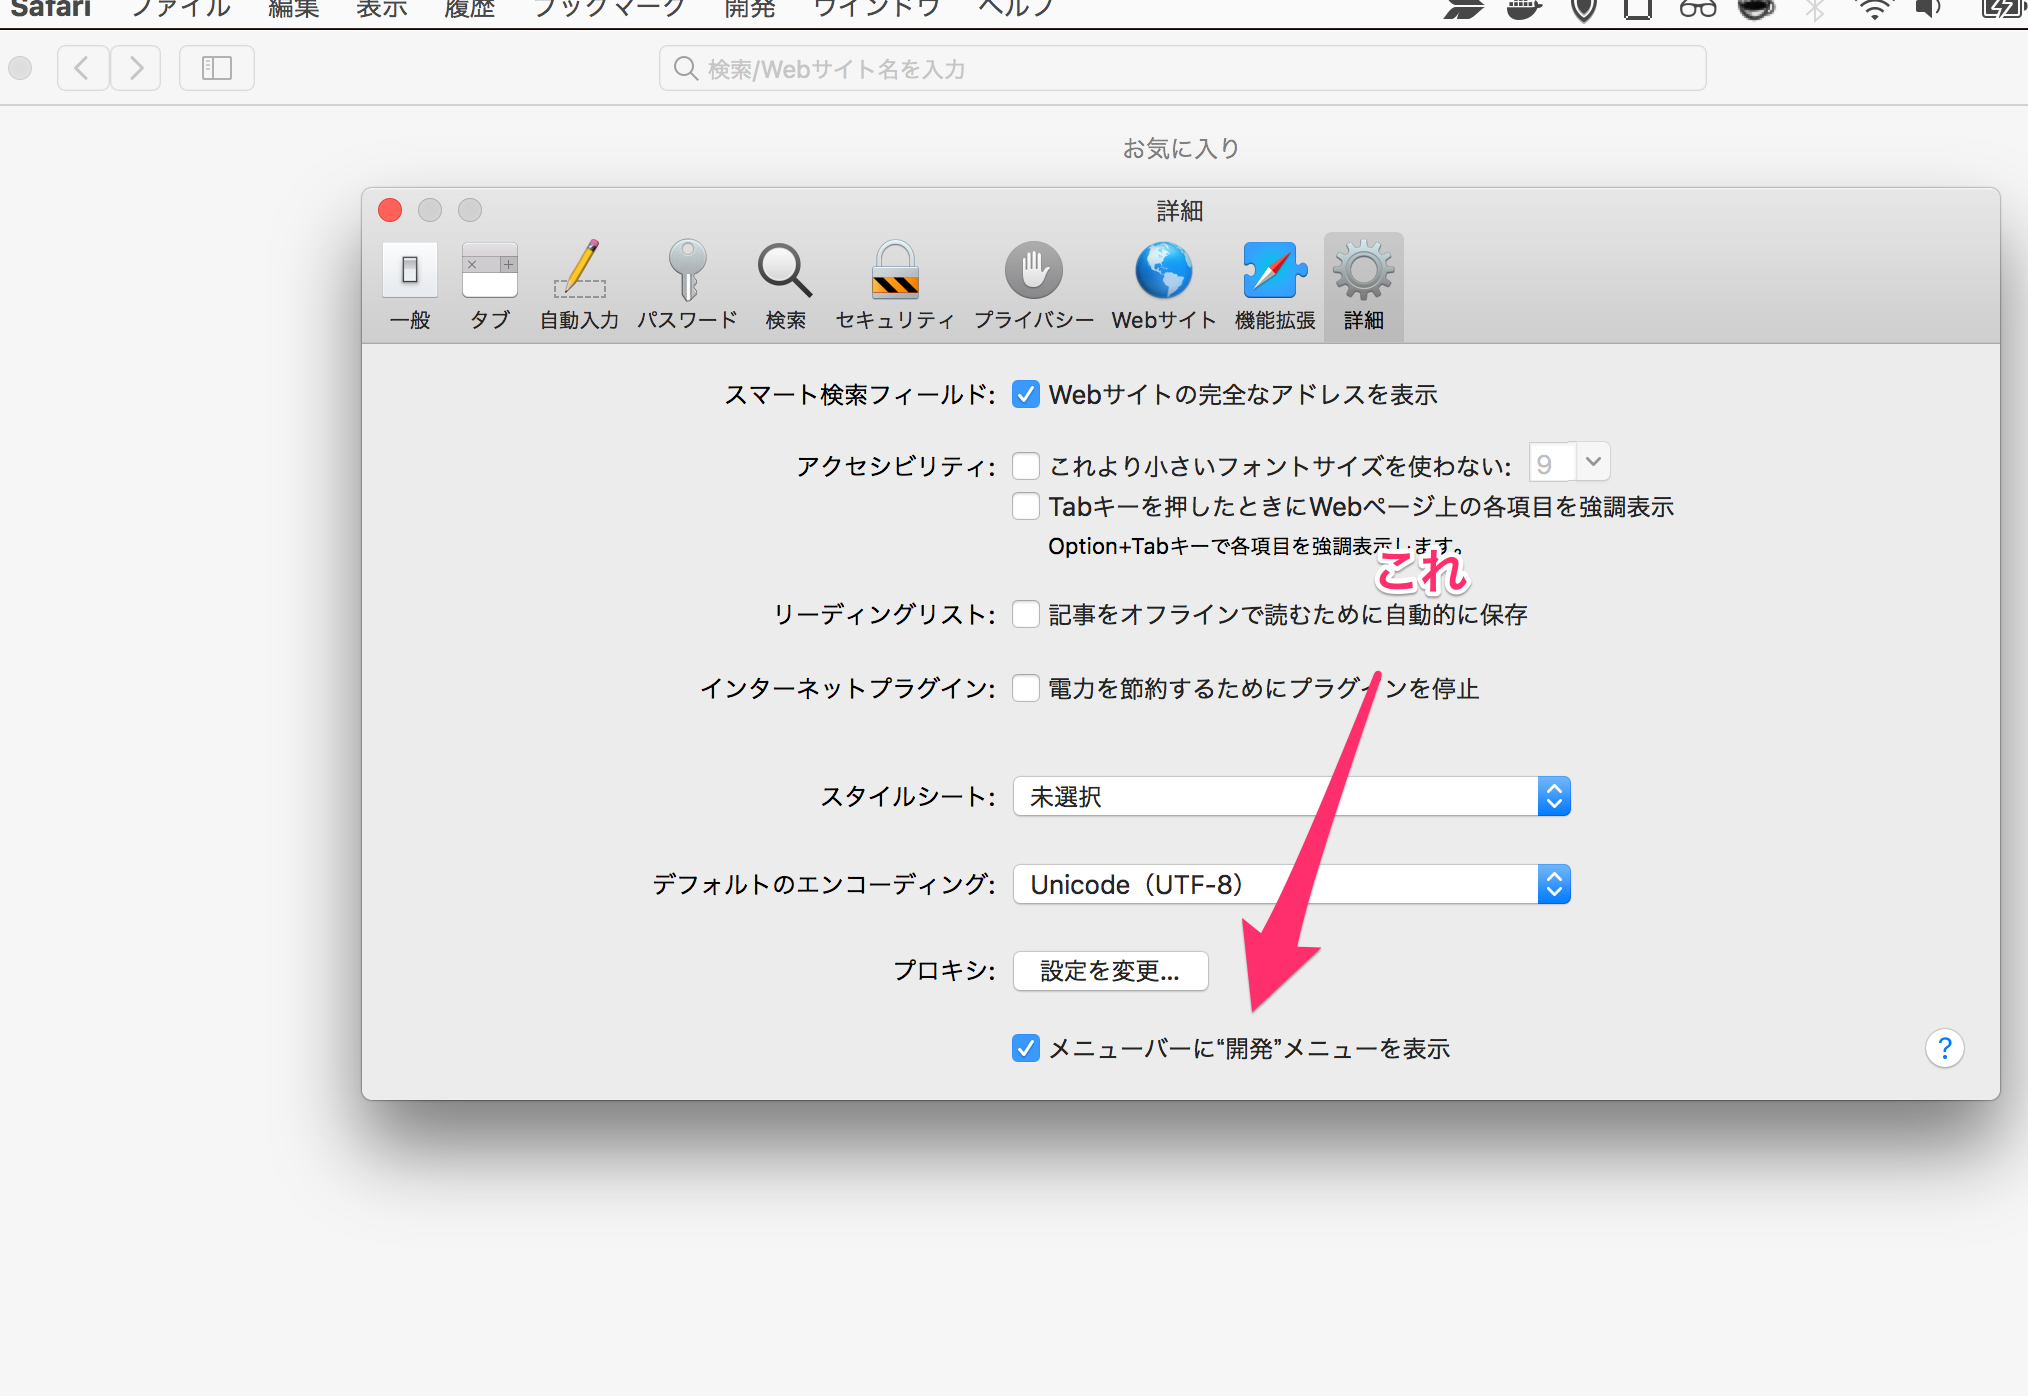 Safari ファイル 編集 表示 履歴 ブックマーク 開発 ウインドウ ヘルプ
検索/Webサイト名を入力
お気に入り
詳細
一般 タブ 自動入力 パスワード 検索 セキュリティ プライバシー Webサイト 機能拡張 詳細
スマート検索フィールド: Webサイトの完全なアドレスを表示
アクセシビリティ: これより小さいフォントサイズを使わない: 9
Tabキーを押したときにWebページ上の各項目を強調表示
Option+Tabキーで各項目を強調表示します。
これ
リーディングリスト: 記事をオフラインで読むために自動的に保存
インターネットプラグイン: 電力を節約するためにプラグインを停止
スタイルシート: 未選択
デフォルトのエンコーディング: Unicode（UTF-8）
プロキシ: 設定を変更...
メニューバーに“開発”メニューを表示 ?